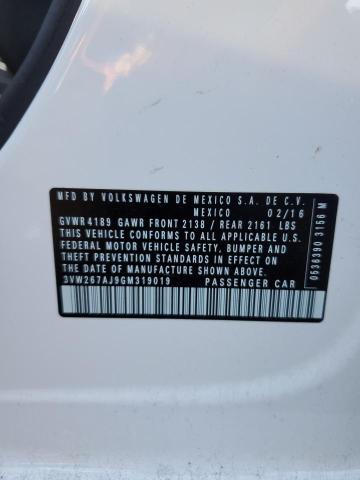 MFD BY VOLKSWAGEN DE MEXICO S.A. DE C.V.
MEXICO 02/16
GVWR 4189 GAWR FRONT 2138 / REAR 2161 LBS
THIS VEHICLE CONFORMS TO ALL APPLICABLE U.S.
FEDERAL MOTOR VEHICLE SAFETY, BUMPER AND
THEFT PREVENTION STANDARDS IN EFFECT ON THE
DATE OF MANUFACTURE SHOWN ABOVE.
3VW267AJ9GM319019 PASSENGER CAR
0536390 3156 M